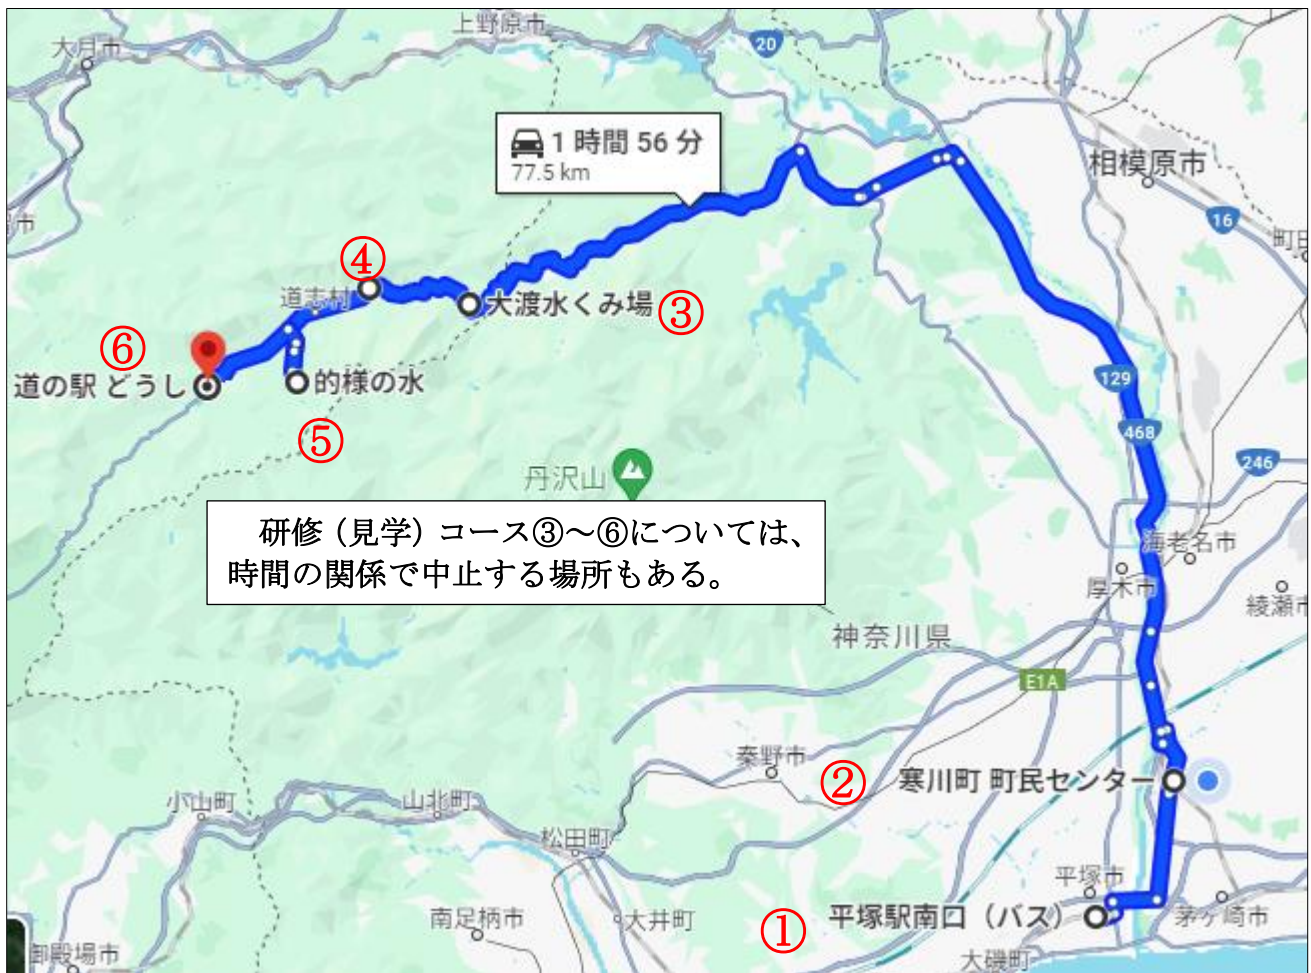 上野原市
大月市
20
1 時間 56 分
77.5 km
相模原市
16
町田
市
④
道志村
大渡水くみ場
③
⑥
道の駅 どうし
的様の水
⑤
129
468
246
丹沢山
研修（見学）コース③～⑥については、
時間の関係で中止する場所もある。
海老名市
厚木市
綾瀬市
神奈川県
E1A
秦野市
②
寒川町 町民センター
小山町
山北町
松田町
平塚市
①
平塚駅南口（バス）
茅ヶ崎市
南足柄市
大井町
御殿場市
大磯町